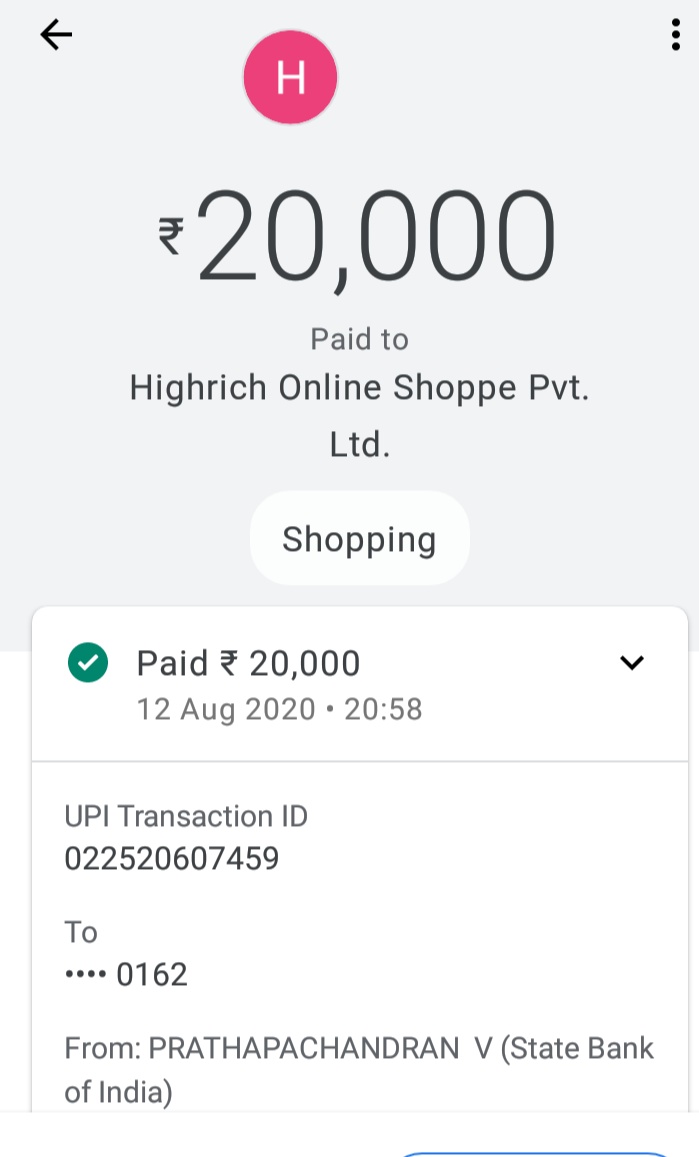 H
₹20,000
Paid to
Highrich Online Shoppe Pvt.
Ltd.
Shopping
Paid ₹ 20,000
12 Aug 2020 • 20:58
UPI Transaction ID
022520607459
To
•••• 0162
From: PRATHAPACHANDRAN  V (State Bank
of India)